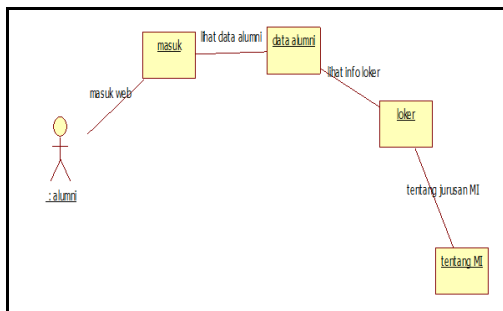 masuk
lihat data alumni
data alumni
lihat info loker
masuk web
loker
: alumni
tentang jurusan MI
tentang MI